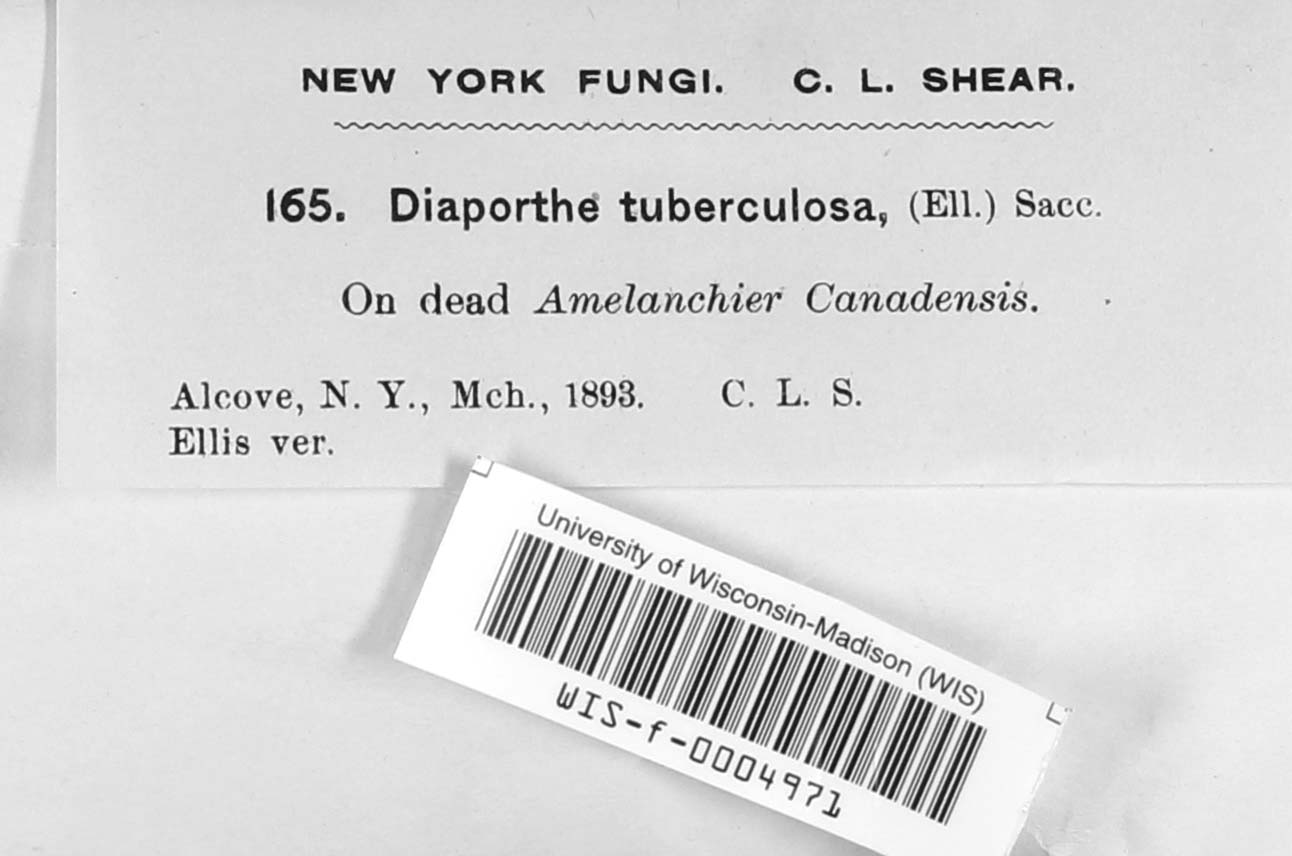 NEW YORK FUNGI. C. L. SHEAR.
165. Diaporthe tuberculosa, (Ell.) Sacc.
On dead Amelanchier Canadensis.
Alcove, N. Y., Mch., 1893. C. L. S.
Ellis ver.
University of Wisconsin-Madison (WIS)
WIS-f-0004971